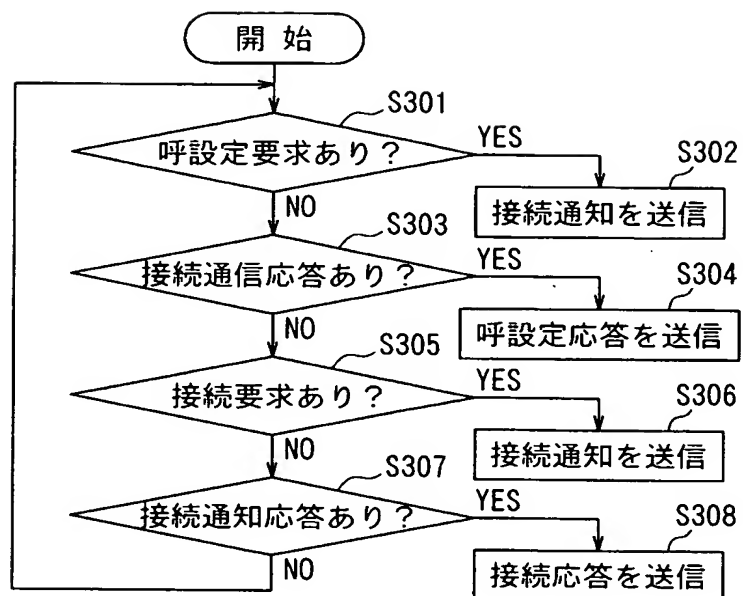 開始
S301
呼設定要求あり？
YES
S302
接続通知を送信
NO
S303
接続通信応答あり？
YES
S304
呼設定応答を送信
NO
S305
接続要求あり？
YES
S306
接続通知を送信
NO
S307
接続通知応答あり？
YES
S308
接続応答を送信
NO